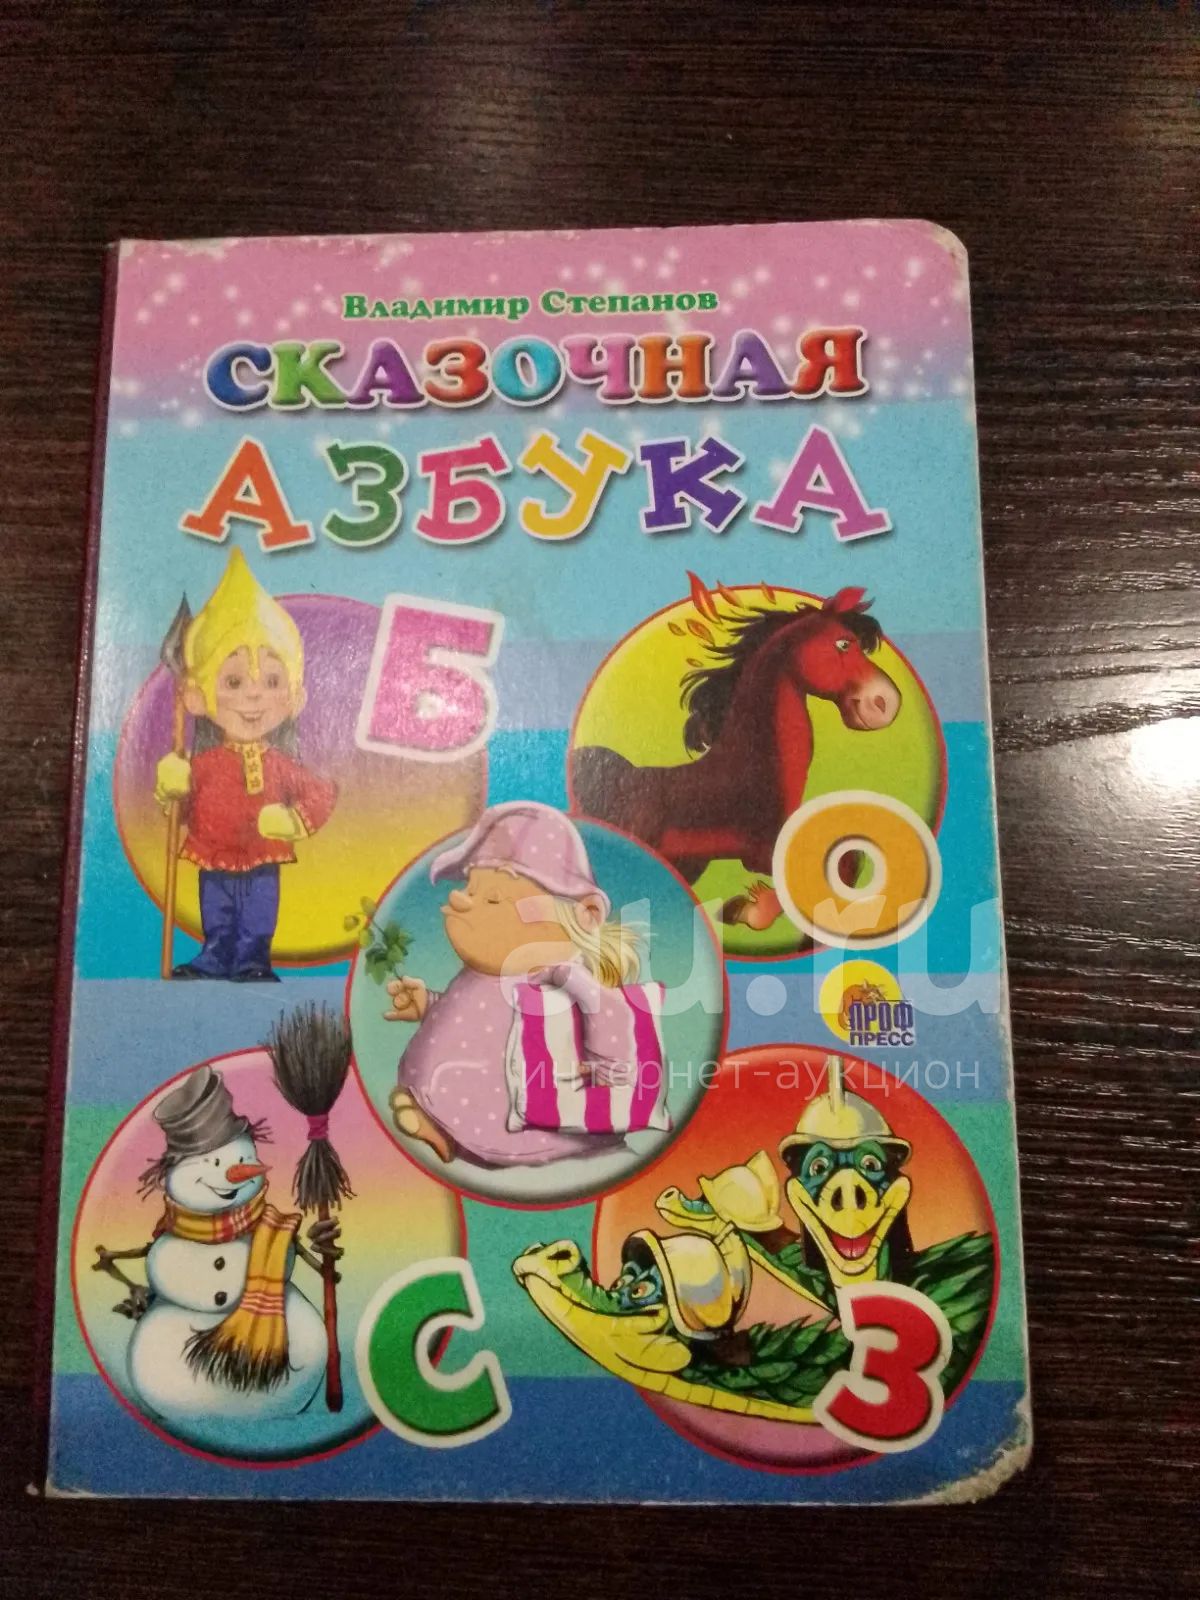 Владимир Степанов
СКАЗОЧНАЯ
АЗБУКА
Б
О
au.ru
интернет-аукцион
ПРОФ
ПРЕСС
С
З